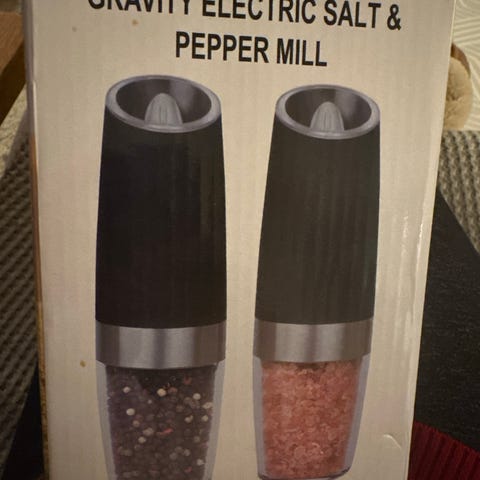 GRAVITY ELECTRIC SALT &
PEPPER MILL